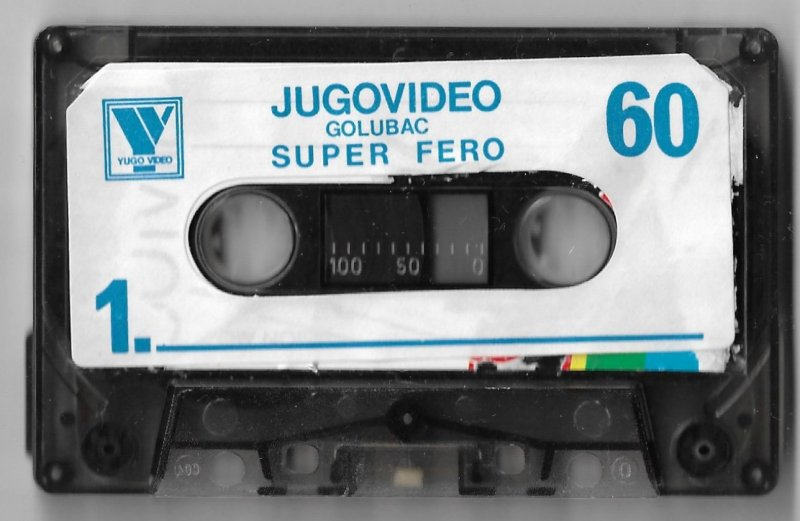 JUGOVIDEO
GOLUBAC
SUPER FERO
60
YUGO VIDEO
100 50 0
1.